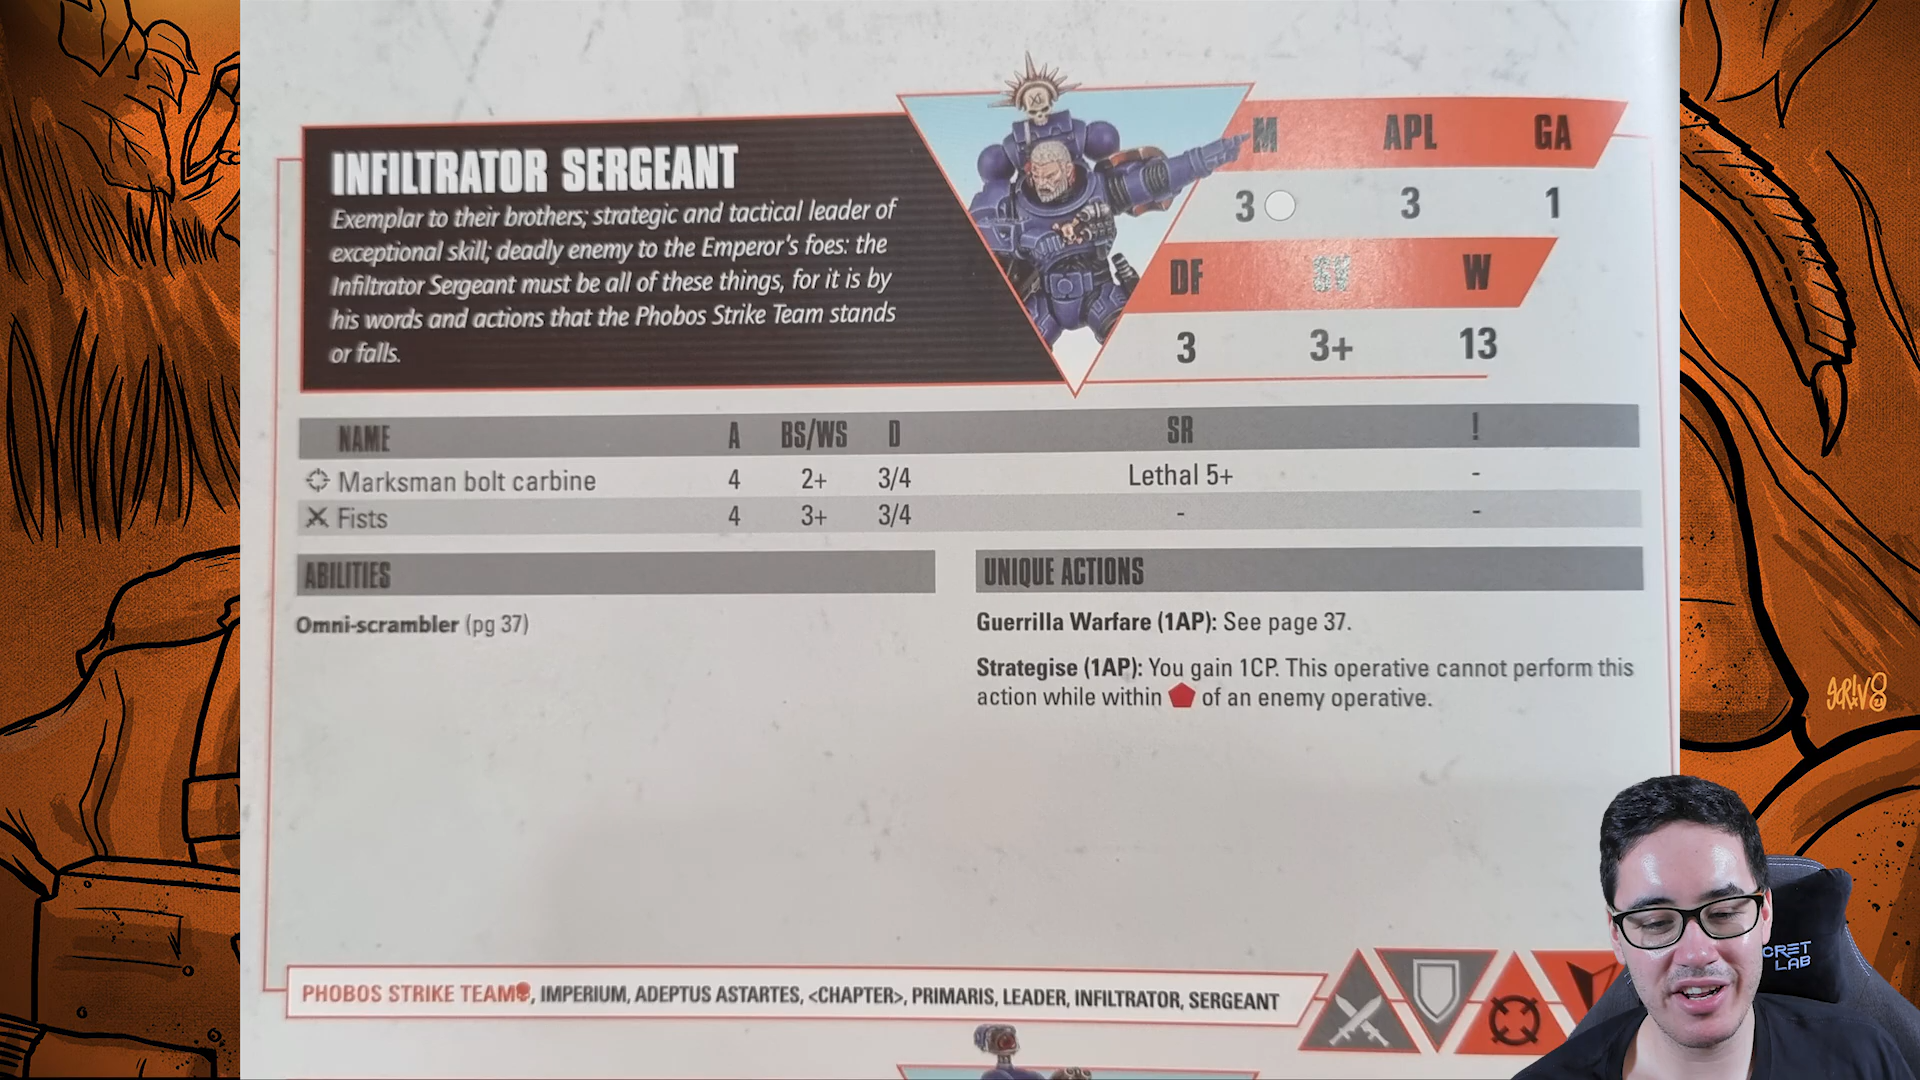 INFILTRATOR SERGEANT
Exemplar to their brothers; strategic and tactical leader of
exceptional skill; deadly enemy to the Emperor's foes: the
Infiltrator Sergeant must be all of these things, for it is by
his words and actions that the Phobos Strike Team stands
or falls.
XI
M APL GA
3 3 1
DF SV W
3 3+ 13
NAME A BS/WS D SR !
Marksman bolt carbine 4 2+ 3/4 Lethal 5+ -
Fists 4 3+ 3/4 - -
ABILITIES
Omni-scrambler (pg 37)
UNIQUE ACTIONS
Guerrilla Warfare (1AP): See page 37.
Strategise (1AP): You gain 1CP. This operative cannot perform this
action while within of an enemy operative.
PHOBOS STRIKE TEAM, IMPERIUM, ADEPTUS ASTARTES, <CHAPTER>, PRIMARIS, LEADER, INFILTRATOR, SERGEANT
CRET
LAB